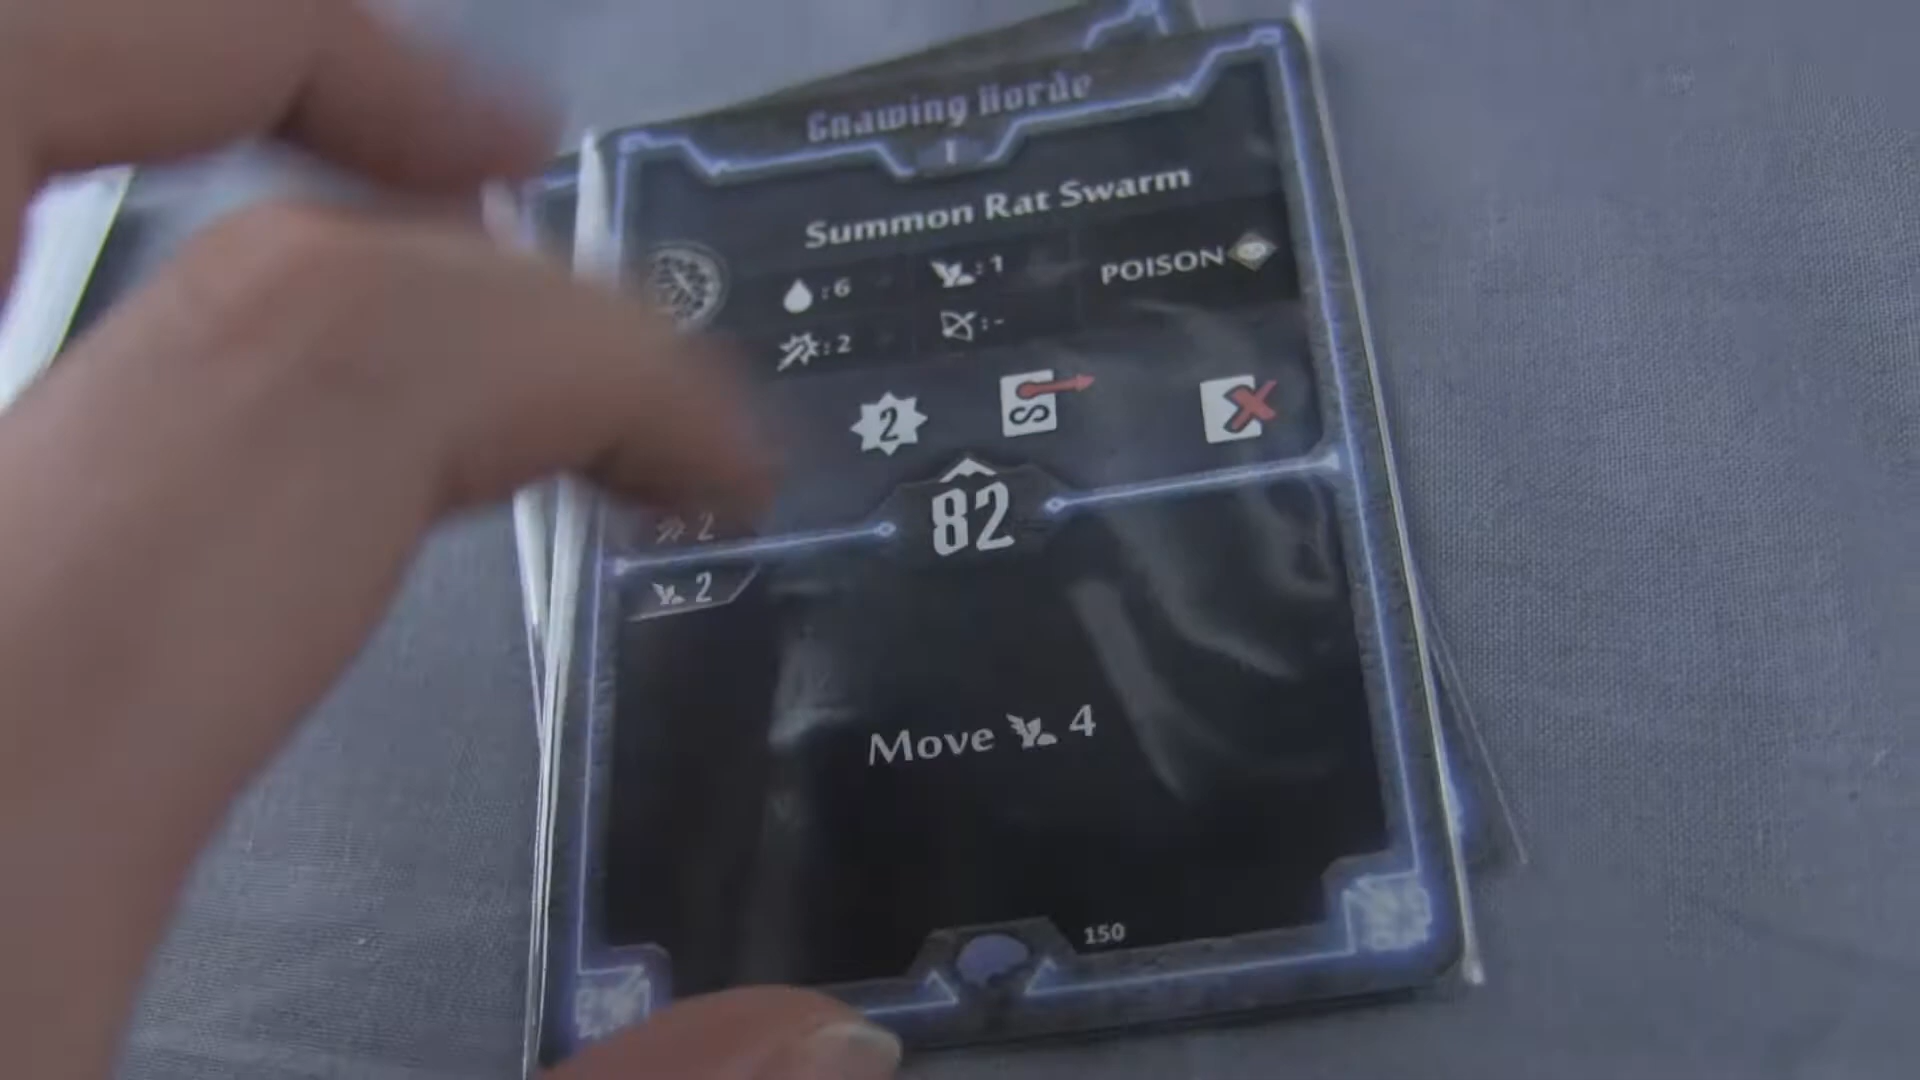 Gnawing Horde
1
Summon Rat Swarm
: 6
: 1
POISON
: 2
: -
2
82
2
2
Move 4
150